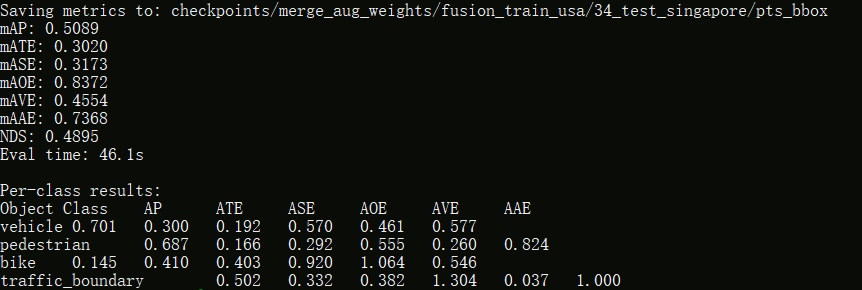 Saving metrics to: checkpoints/merge_aug_weights/fusion_train_usa/34_test_singapore/pts_bbox
mAP: 0.5089
mATE: 0.3020
mASE: 0.3173
mAOE: 0.8372
mAVE: 0.4554
mAAE: 0.7368
NDS: 0.4895
Eval time: 46.1s

Per-class results:
Object Class AP ATE ASE AOE AVE AAE
vehicle 0.701 0.300 0.192 0.570 0.461 0.577
pedestrian 0.687 0.166 0.292 0.555 0.260 0.824
bike 0.145 0.410 0.403 0.920 1.064 0.546
traffic_boundary 0.502 0.332 0.382 1.304 0.037 1.000